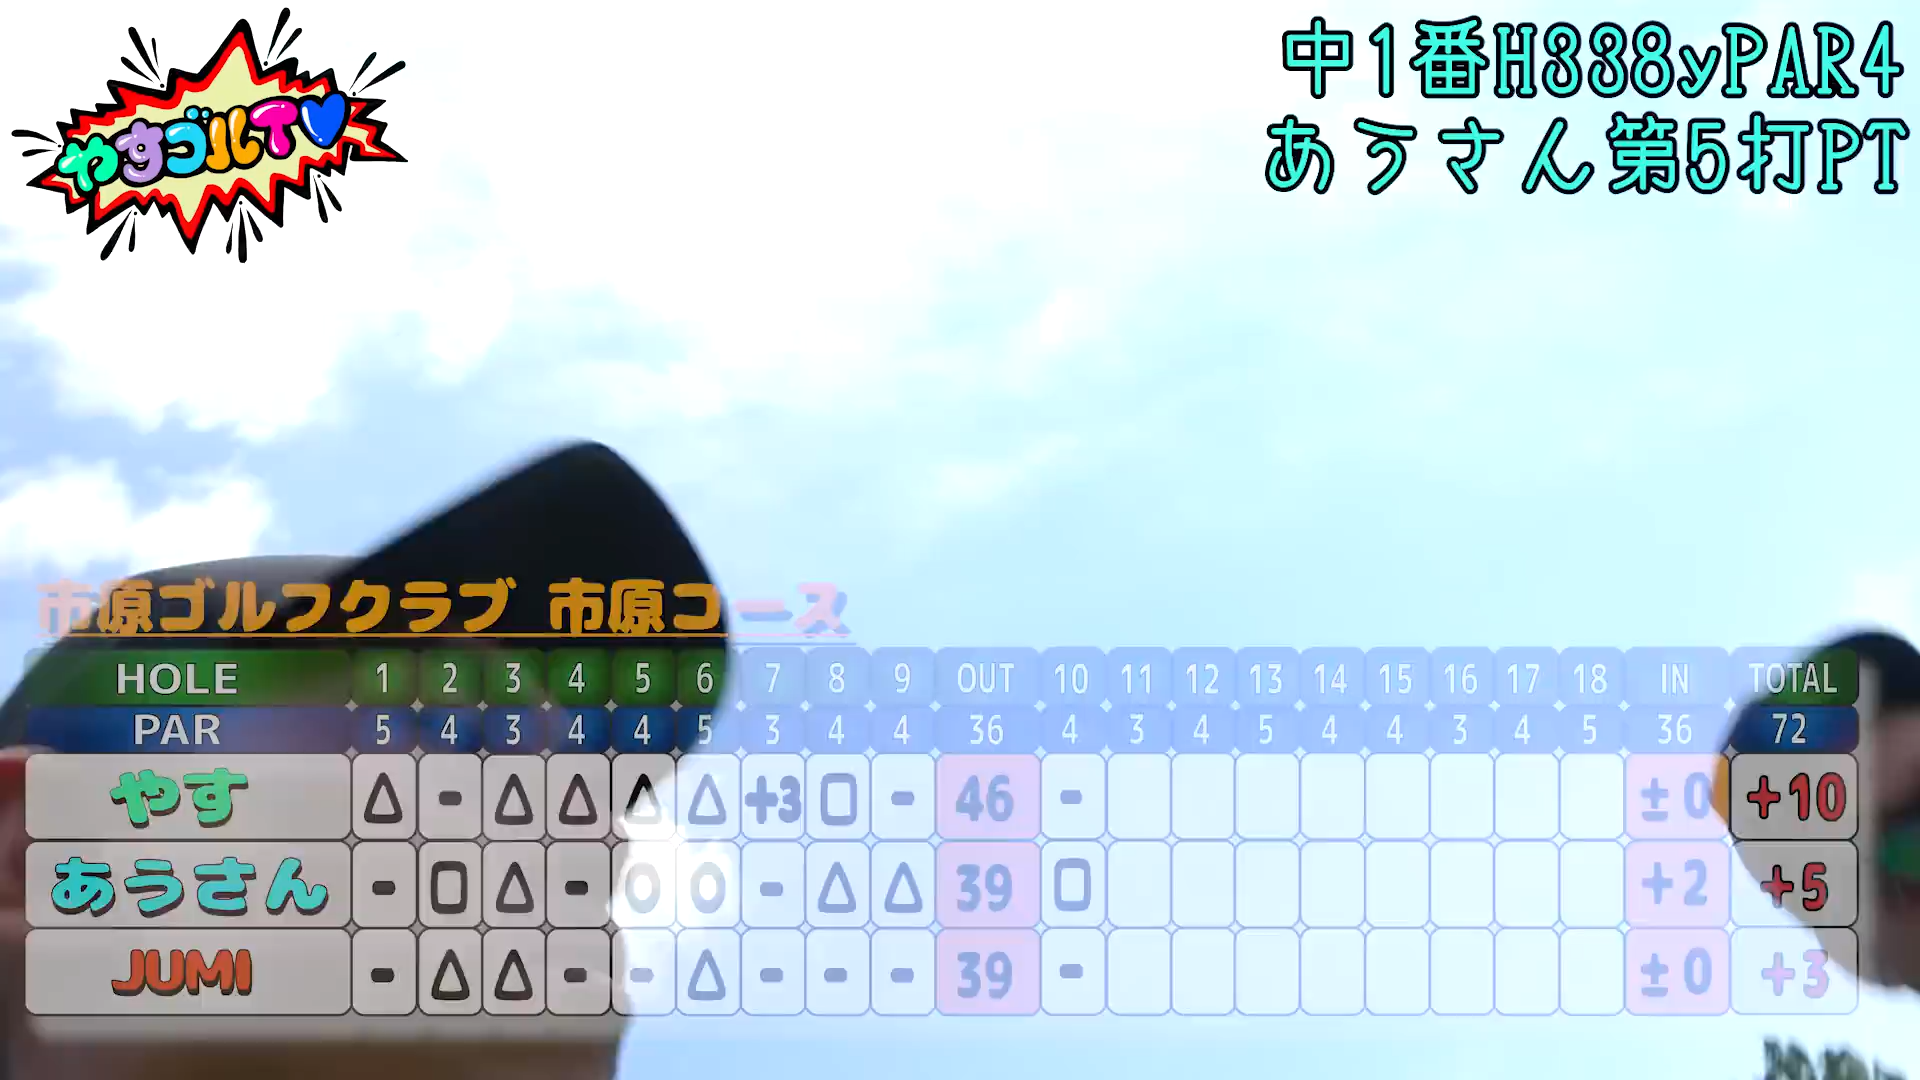 やすゴルTV
中1番H338yPAR4
あうさん第5打PT
市原ゴルフクラブ 市原コース
HOLE 1 2 3 4 5 6 7 8 9 OUT 10 11 12 13 14 15 16 17 18 IN TOTAL
PAR 5 4 3 4 4 5 3 4 4 36 4 3 4 5 4 4 3 4 5 36 72
やす △ - △ △ △ △ +3 □ - 46 - ±0 +10
あうさん - □ △ - ○ ○ - △ △ 39 □ +2 +5
JUMI - △ △ - - △ - - - 39 - ±0 +3